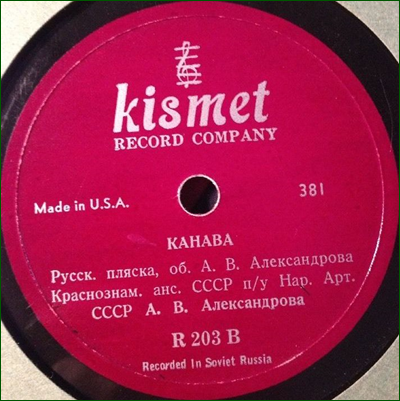 kismet
RECORD COMPANY
Made in U.S.A.
381
КАНАВА
Русск. пляска, об. А. В. Александрова
Краснознам. анс. СССР п/у Нар. Арт.
СССР А. В. Александрова
R 203 B
Recorded In Soviet Russia